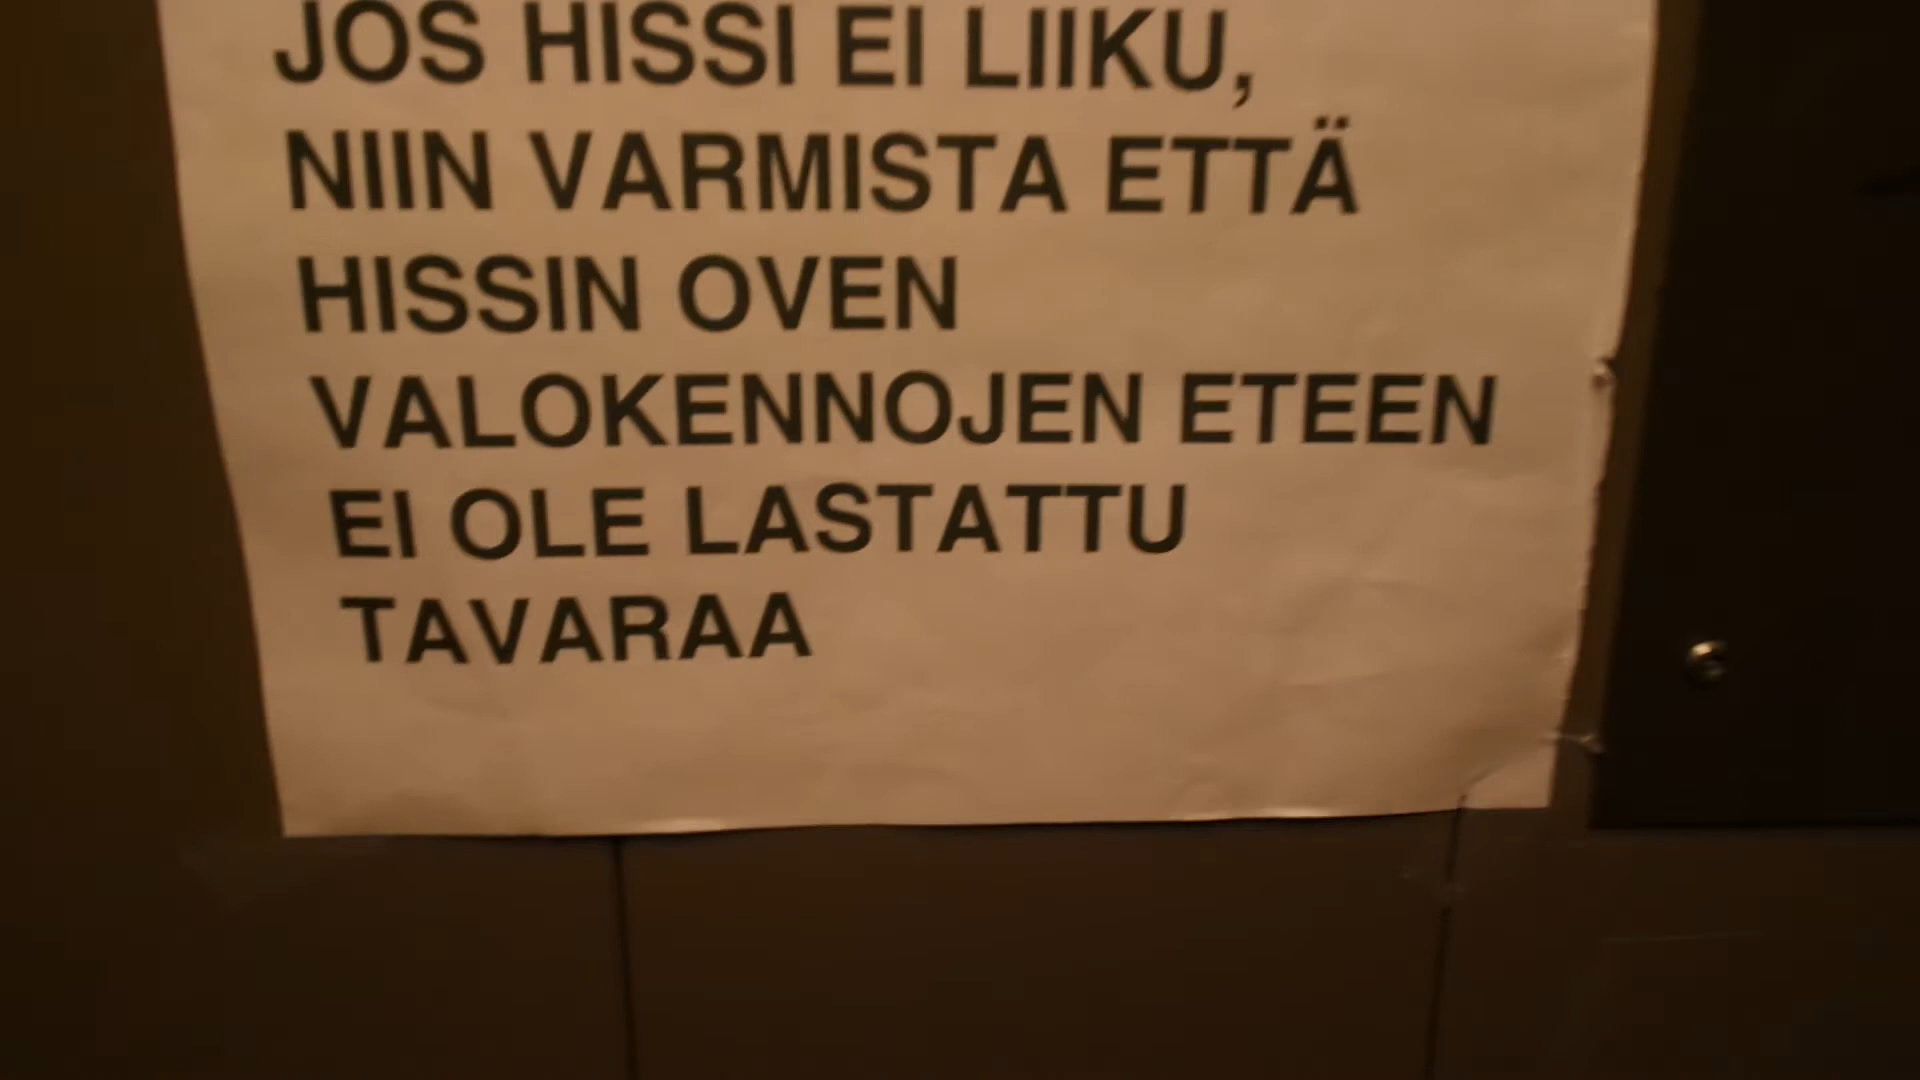 JOS HISSI EI LIIKU,
NIIN VARMISTA ETTÄ
HISSIN OVEN
VALOKENNOJEN ETEEN
EI OLE LASTATTU
TAVARAA